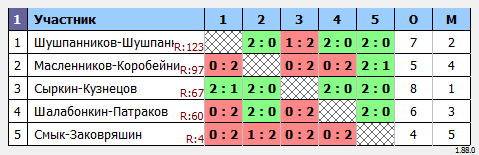 1 Участник 1 2 3 4 5 О М
1 Шушпанников-Шушпан R:123 2 : 0 1 : 2 2 : 0 2 : 0 7 2
2 Масленников-Коробейни R:97 0 : 2 0 : 2 0 : 2 2 : 1 5 4
3 Сыркин-Кузнецов R:67 2 : 1 2 : 0 2 : 0 2 : 0 8 1
4 Шалабонкин-Патраков R:60 0 : 2 2 : 0 0 : 2 2 : 0 6 3
5 Смык-Заковряшин R:4 0 : 2 1 : 2 0 : 2 0 : 2 4 5
1.88.0